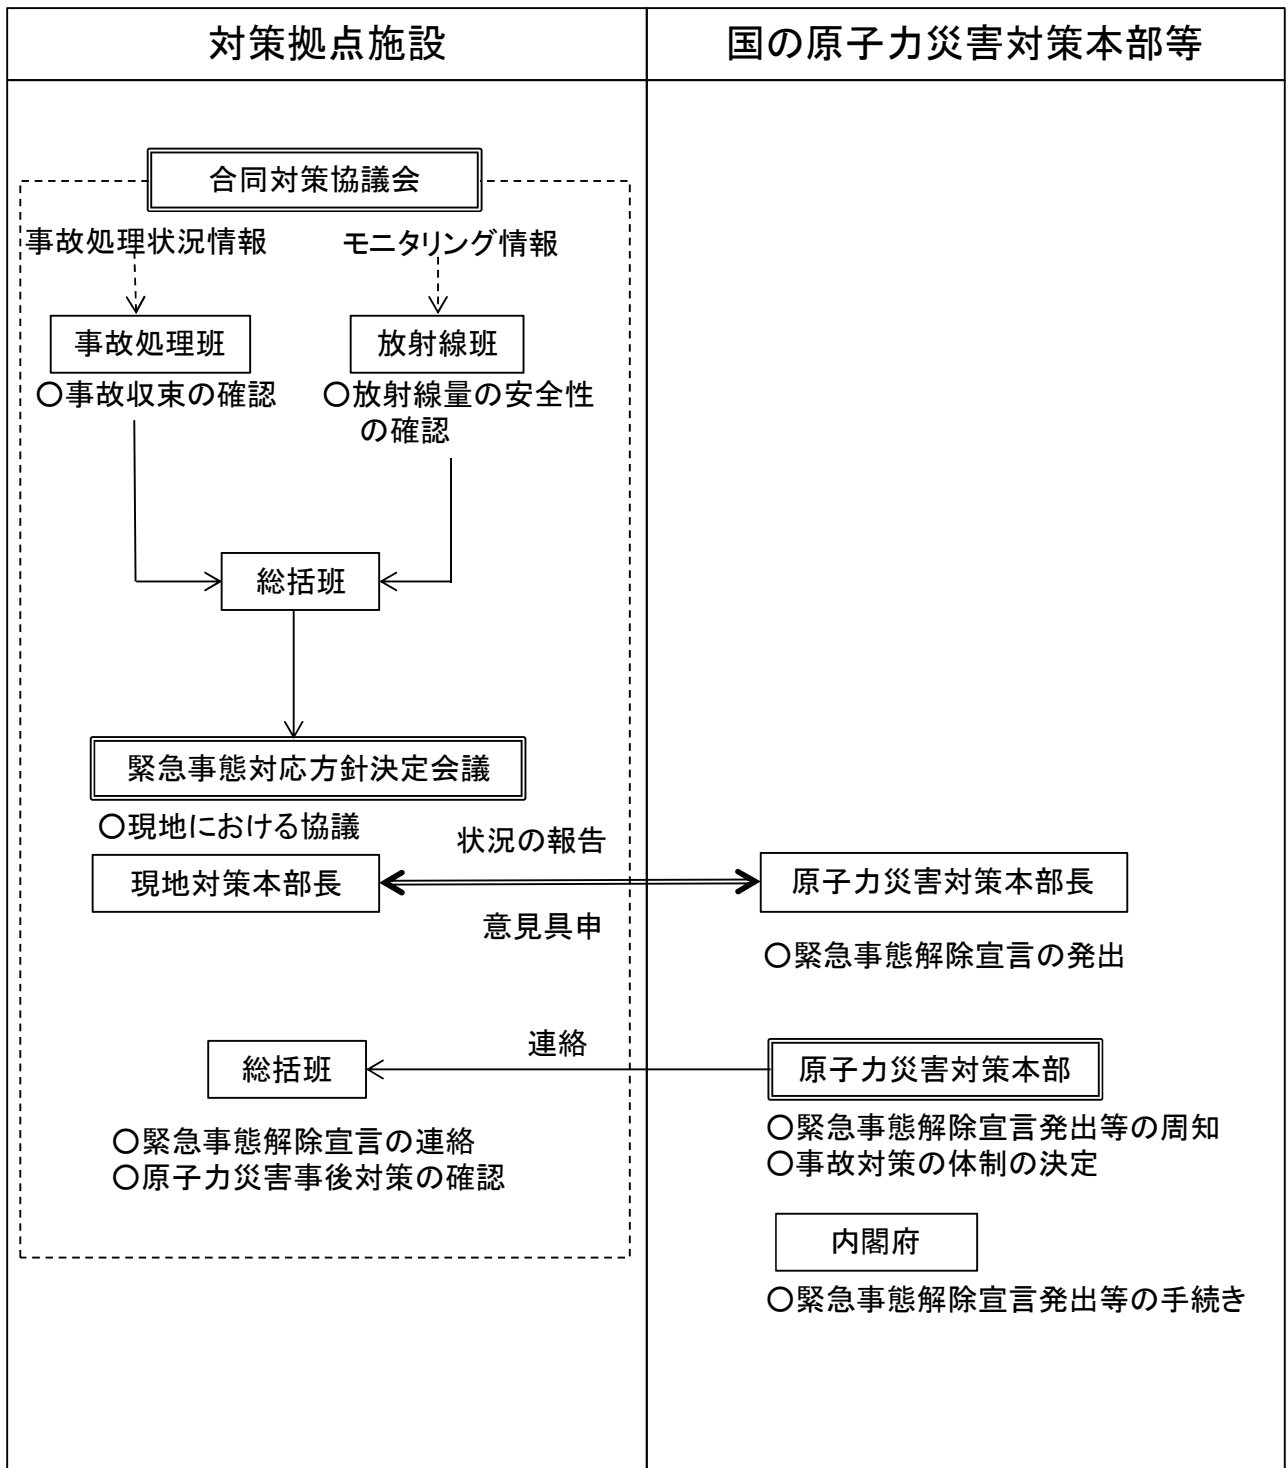 対策拠点施設
国の原子力災害対策本部等
合同対策協議会
事故処理状況情報
モニタリング情報
事故処理班
放射線班
〇事故収束の確認
〇放射線量の安全性
の確認
総括班
緊急事態対応方針決定会議
〇現地における協議
状況の報告
現地対策本部長
原子力災害対策本部長
意見具申
〇緊急事態解除宣言の発出
連絡
総括班
原子力災害対策本部
〇緊急事態解除宣言の連絡
〇原子力災害事後対策の確認
〇緊急事態解除宣言発出等の周知
〇事故対策の体制の決定
内閣府
〇緊急事態解除宣言発出等の手続き